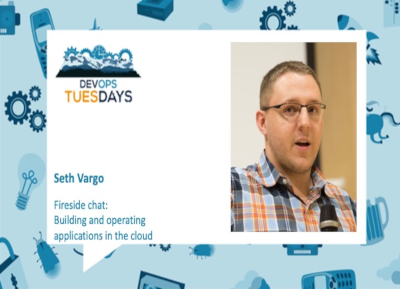 DEVOPS
TUESDAYS
Seth Vargo
Fireside chat:
Building and operating
applications in the cloud